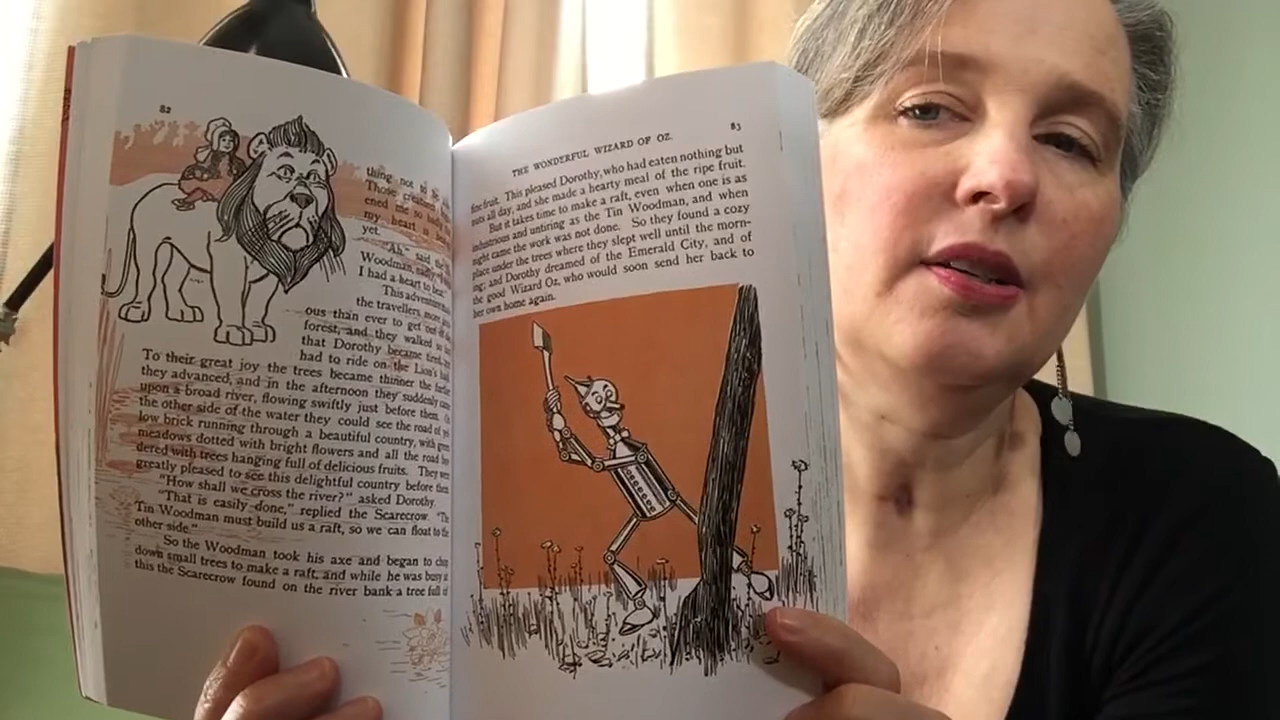 82
thing not to
Those creatures
ened me so badly
my heart is
yet.
"Ah," said the
Woodman, sadly,
I had a heart to beat."
This adventure
the travellers more
ous than ever to get out of
forest, and they walked so
that Dorothy became tired,
had to ride on the Lion's
To their great joy the trees became thinner the further
they advanced, and in the afternoon they suddenly
upon a broad river, flowing swiftly just before them.
the other side of the water they could see the road of
low brick running through a beautiful country, with green
meadows dotted with bright flowers and all the road
dered with trees hanging full of delicious fruits. They were
greatly pleased to see this delightful country before
"How shall we cross the river?" asked Dorothy.
"That is easily done," replied the Scarecrow. "The
Tin Woodman must build us a raft, so we can float to the
other side."
So the Woodman took his axe and began to chop
down small trees to make a raft, and while he was busy at
this the Scarecrow found on the river bank a tree full of
THE WONDERFUL WIZARD OF OZ. 83
fine fruit. This pleased Dorothy, who had eaten nothing but
nuts all day, and she made a hearty meal of the ripe fruit.
But it takes time to make a raft, even when one is as
industrious and untiring as the Tin Woodman, and when
night came the work was not done. So they found a cozy
place under the trees where they slept well until the morn-
ing; and Dorothy dreamed of the Emerald City, and of
the good Wizard Oz, who would soon send her back to
her own home again.